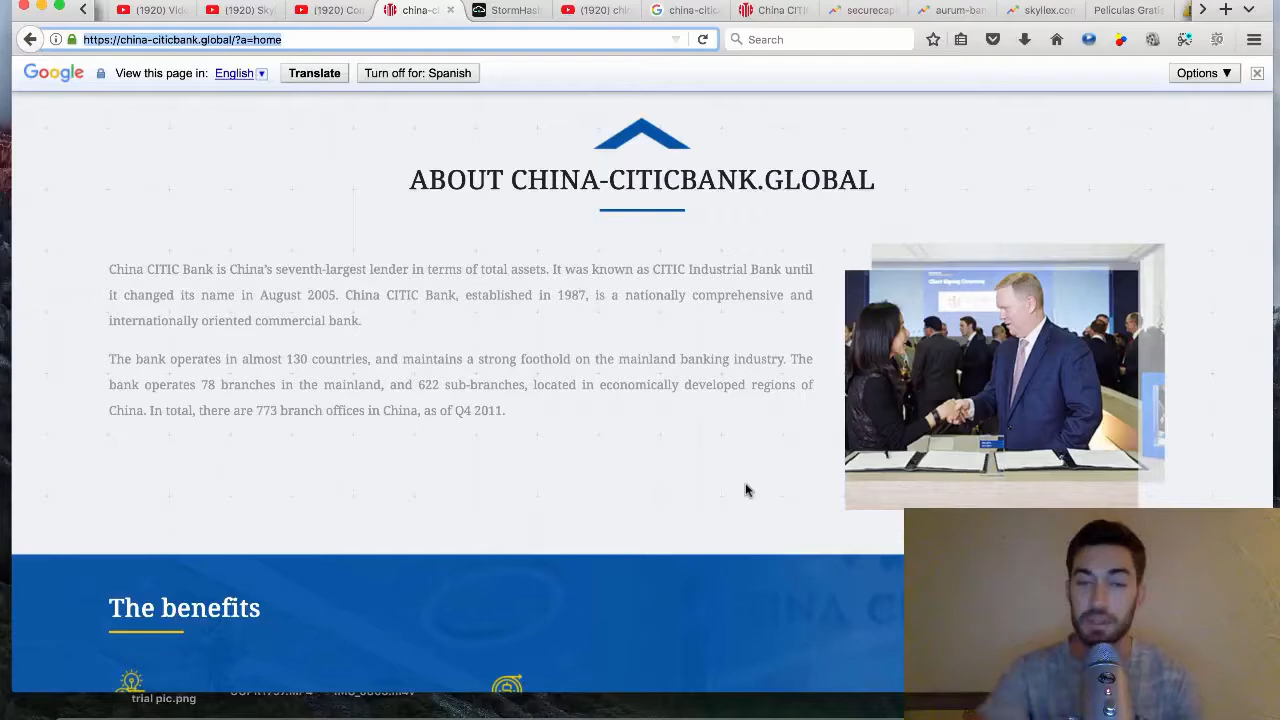 (1920) Vide
(1920) Sky
(1920) Con
china-ci
StormHash
(1920) chin
china-citic
China CITI
securecap
aurum-ban
skyllex.com
Peliculas Gratis
https://china-citicbank.global/?a=home
Search
Google
View this page in: English
Translate
Turn off for: Spanish
Options ▼
ABOUT CHINA-CITICBANK.GLOBAL
China CITIC Bank is China's seventh-largest lender in terms of total assets. It was known as CITIC Industrial Bank until
it changed its name in August 2005. China CITIC Bank, established in 1987, is a nationally comprehensive and
internationally oriented commercial bank.
The bank operates in almost 130 countries, and maintains a strong foothold on the mainland banking industry. The
bank operates 78 branches in the mainland, and 622 sub-branches, located in economically developed regions of
China. In total, there are 773 branch offices in China, as of Q4 2011.
The benefits
trial pic.png